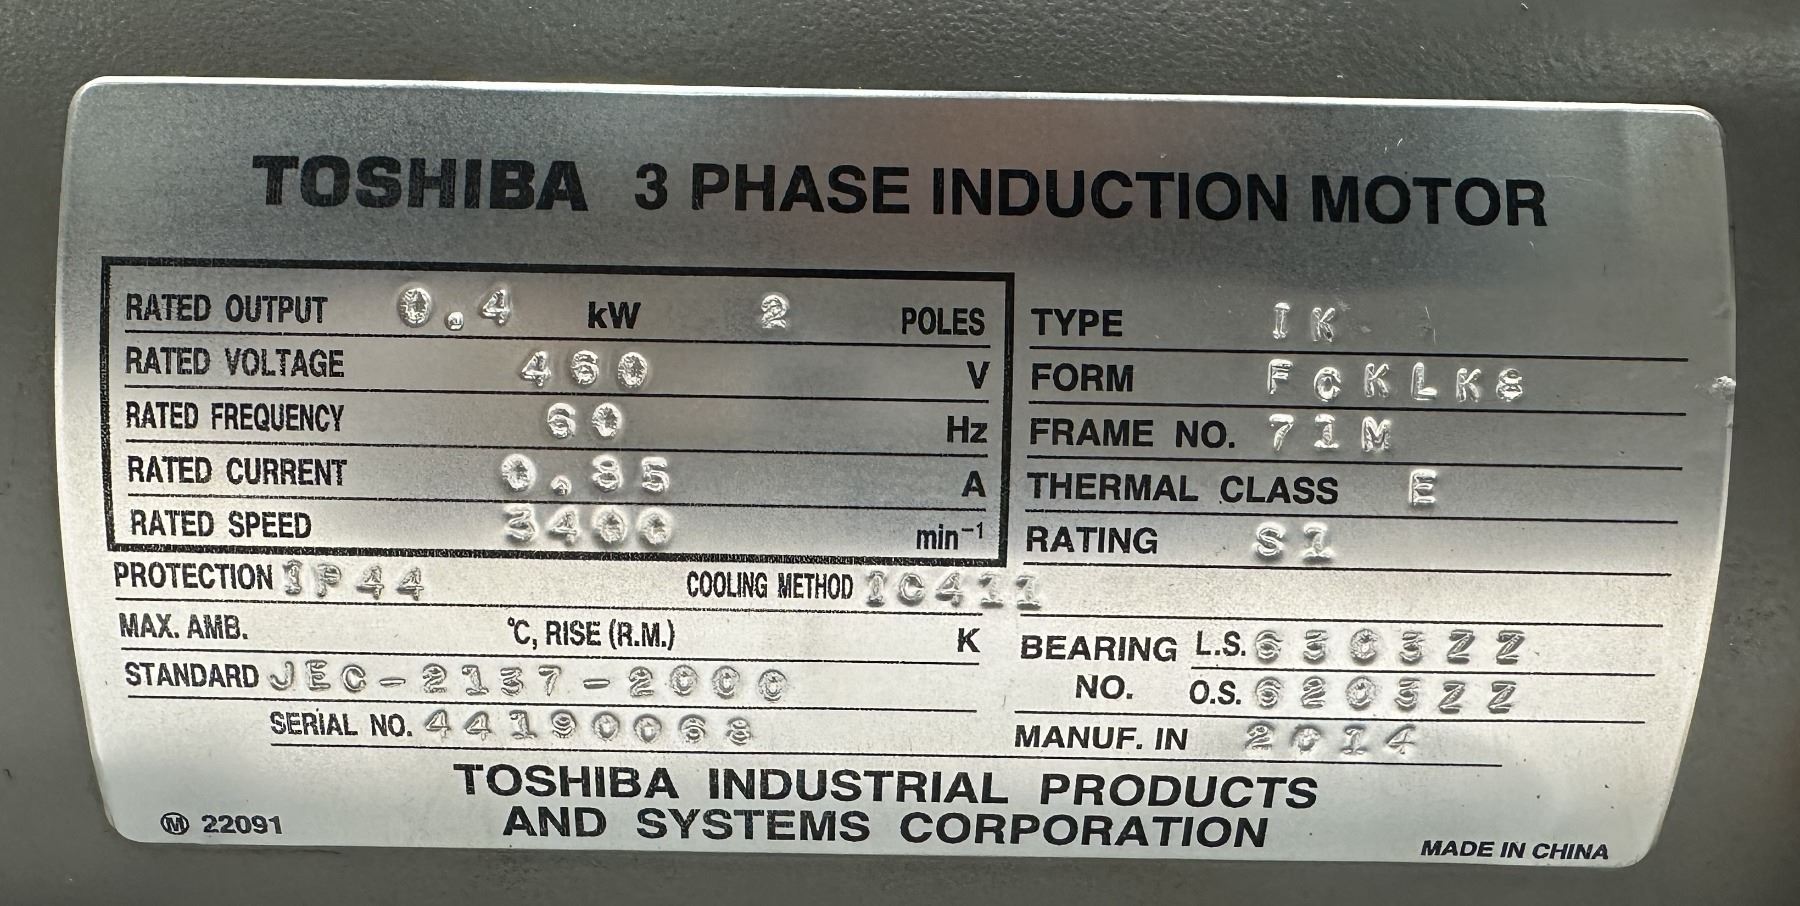 TOSHIBA 3 PHASE INDUCTION MOTOR
RATED OUTPUT 0.4 kW 2 POLES
RATED VOLTAGE 460 V
RATED FREQUENCY 60 Hz
RATED CURRENT 0.85 A
RATED SPEED 3400 min⁻¹
PROTECTION IP44 COOLING METHOD IC411
MAX. AMB. °C, RISE (R.M.) K
STANDARD JEC-2137-2000
SERIAL NO. 44190068
TYPE IK
FORM FCKLK8
FRAME NO. 71M
THERMAL CLASS E
RATING S1
BEARING NO. L.S. 6303ZZ
O.S. 6203ZZ
MANUF. IN 2014
TOSHIBA INDUSTRIAL PRODUCTS
AND SYSTEMS CORPORATION
Ⓜ 22091
MADE IN CHINA